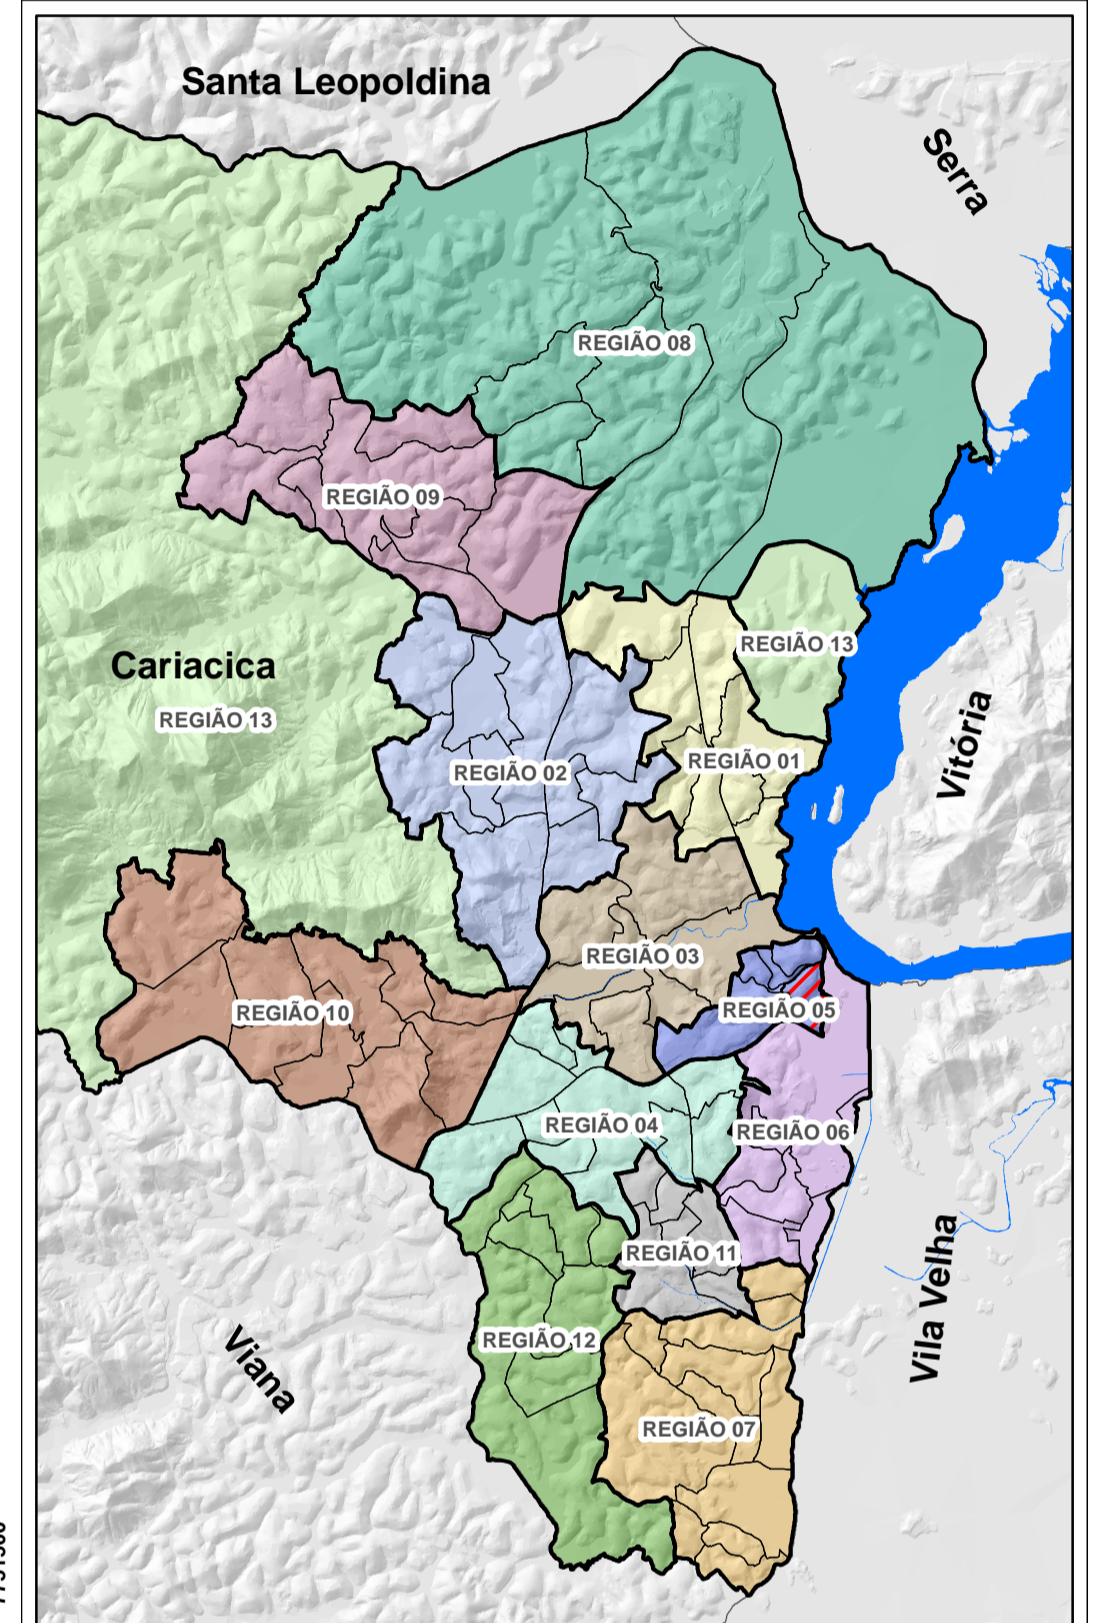 Santa Leopoldina
Serra
REGIÃO 08
REGIÃO 09
REGIÃO 13
Cariacica
REGIÃO 13
Vitória
REGIÃO 01
REGIÃO 02
REGIÃO 03
REGIÃO 05
REGIÃO 10
REGIÃO 04
REGIÃO 06
REGIÃO 11
Vila Velha
REGIÃO 12
Viana
REGIÃO 07